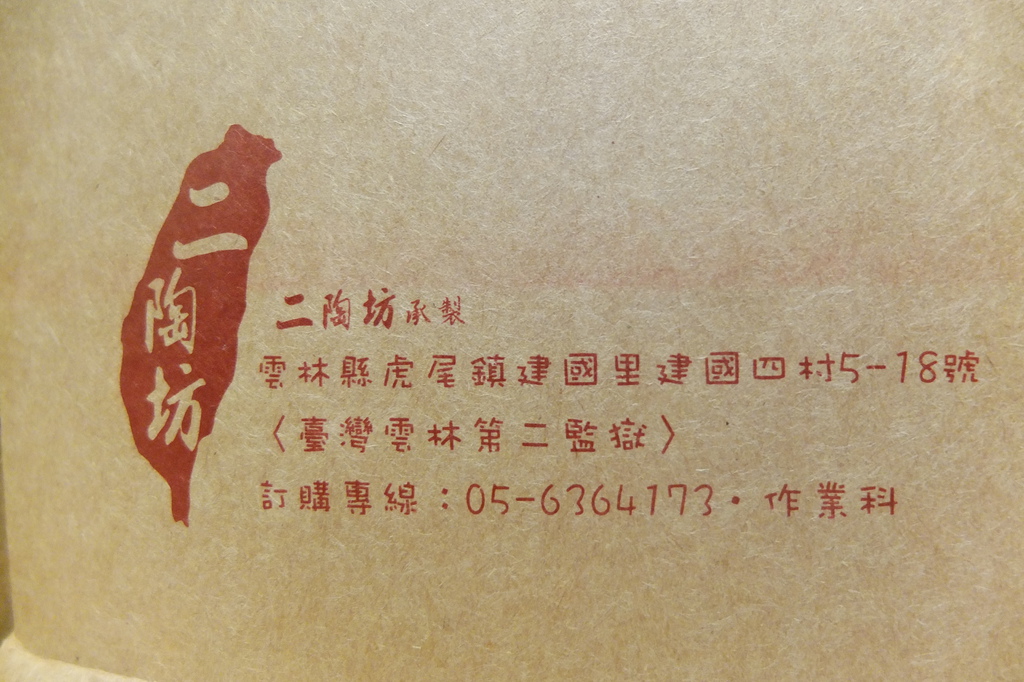 二陶坊
二陶坊承製
雲林縣虎尾鎮建國里建國四村5-18號
〈臺灣雲林第二監獄〉
訂購專線：05-6364173·作業科